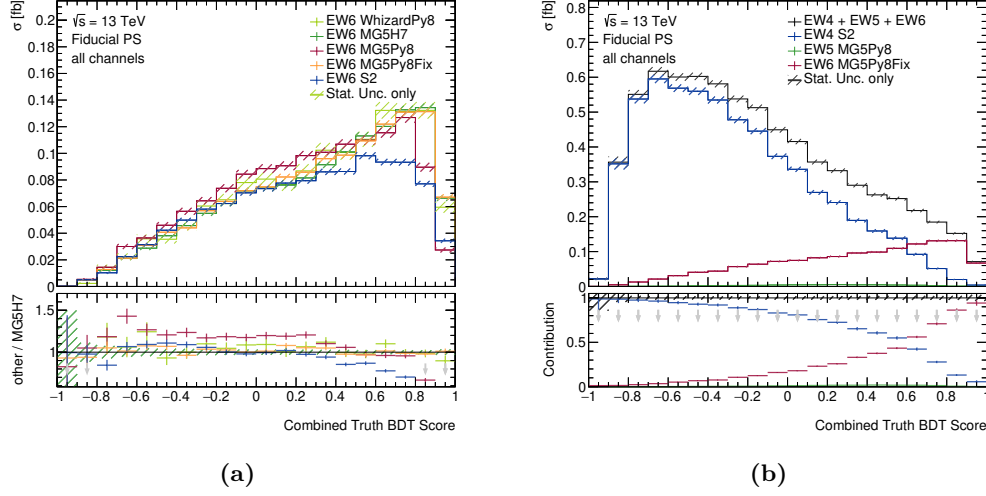 σ [fb]
√s = 13 TeV
Fiducial PS
all channels
EW6 WhizardPy8
EW6 MG5H7
EW6 MG5Py8
EW6 MG5Py8Fix
EW6 S2
Stat. Unc. only
0.2
0.18
0.16
0.14
0.12
0.1
0.08
0.06
0.04
0.02
0
other / MG5H7
1.5
1
−1 −0.8 −0.6 −0.4 −0.2 0 0.2 0.4 0.6 0.8 1
Combined Truth BDT Score
(a)
σ [fb]
√s = 13 TeV
Fiducial PS
all channels
EW4 + EW5 + EW6
EW4 S2
EW5 MG5Py8
EW6 MG5Py8Fix
Stat. Unc. only
0.8
0.7
0.6
0.5
0.4
0.3
0.2
0.1
0
Contribution
1
0.5
0
−1 −0.8 −0.6 −0.4 −0.2 0 0.2 0.4 0.6 0.8 1
Combined Truth BDT Score
(b)